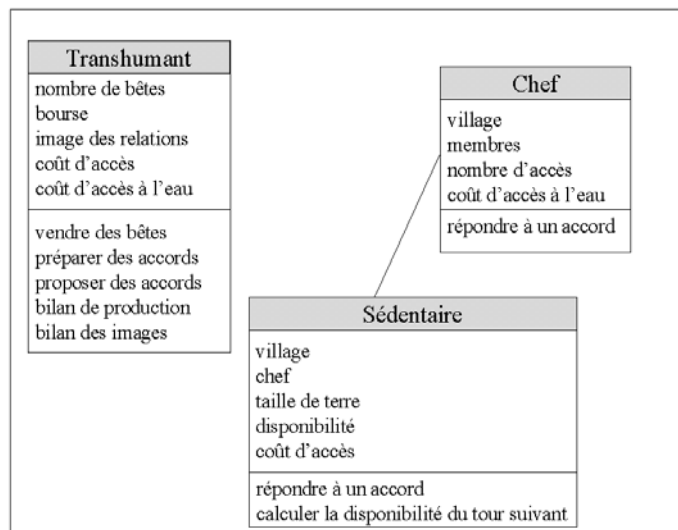 Transhumant
nombre de bêtes
bourse
image des relations
coût d'accès
coût d'accès à l'eau
vendre des bêtes
préparer des accords
proposer des accords
bilan de production
bilan des images
Chef
village
membres
nombre d'accès
coût d'accès à l'eau
répondre à un accord
Sédentaire
village
chef
taille de terre
disponibilité
coût d'accès
répondre à un accord
calculer la disponibilité du tour suivant